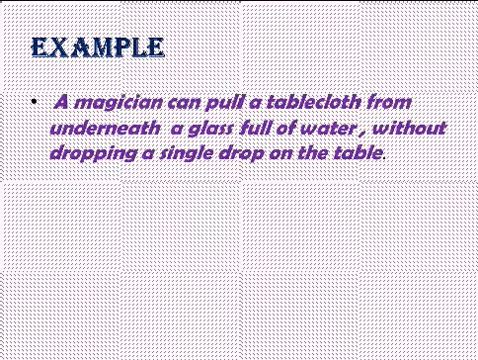 EXAMPLE
• A magician can pull a tablecloth from
underneath a glass full of water , without
dropping a single drop on the table.